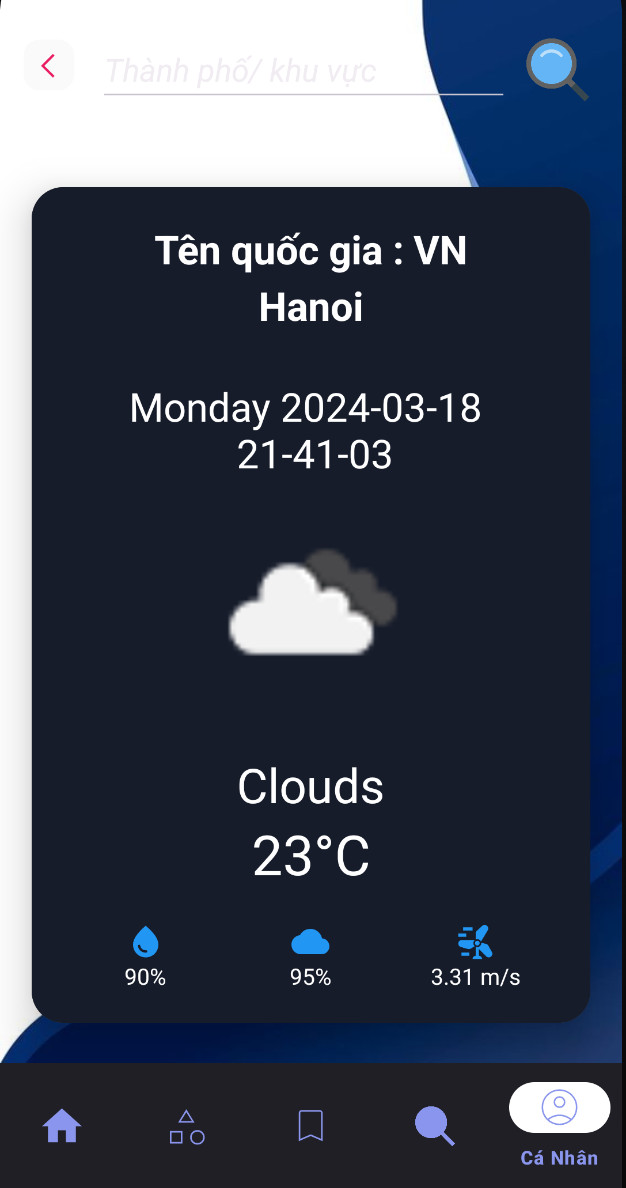 Thành phố/ khu vực
Tên quốc gia : VN
Hanoi
Monday 2024-03-18
21-41-03
Clouds
23°C
90% 95% 3.31 m/s
Cá Nhân